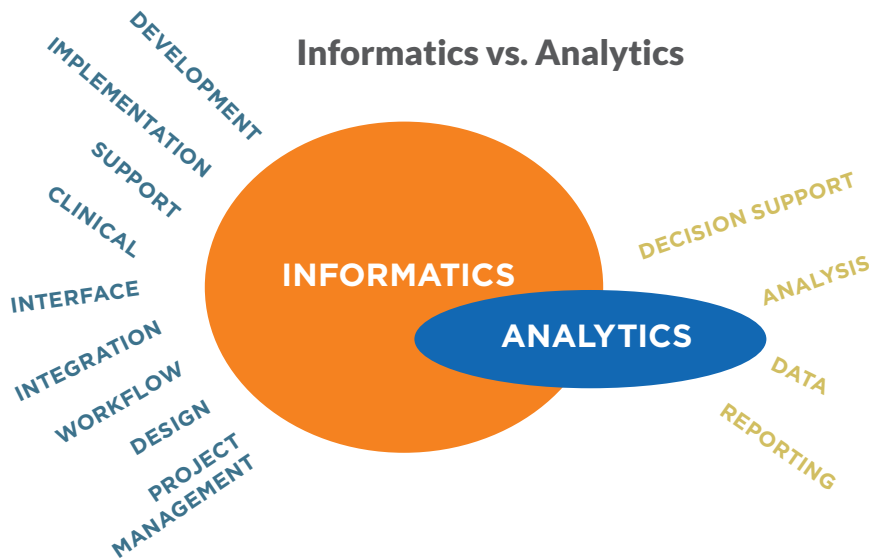 Informatics vs. Analytics
DEVELOPMENT
IMPLEMENTATION
SUPPORT
CLINICAL
INTERFACE
INTEGRATION
WORKFLOW
DESIGN
PROJECT
MANAGEMENT
INFORMATICS
ANALYTICS
DECISION SUPPORT
ANALYSIS
DATA
REPORTING